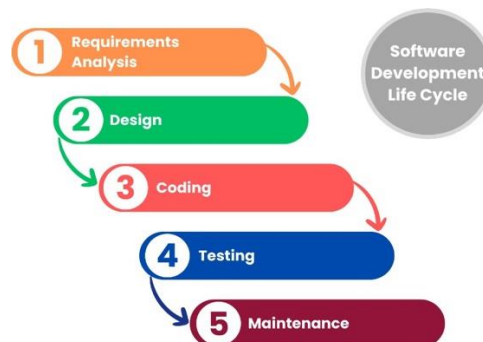 1 Requirements
Analysis
2 Design
3 Coding
4 Testing
5 Maintenance
Software
Development
Life Cycle